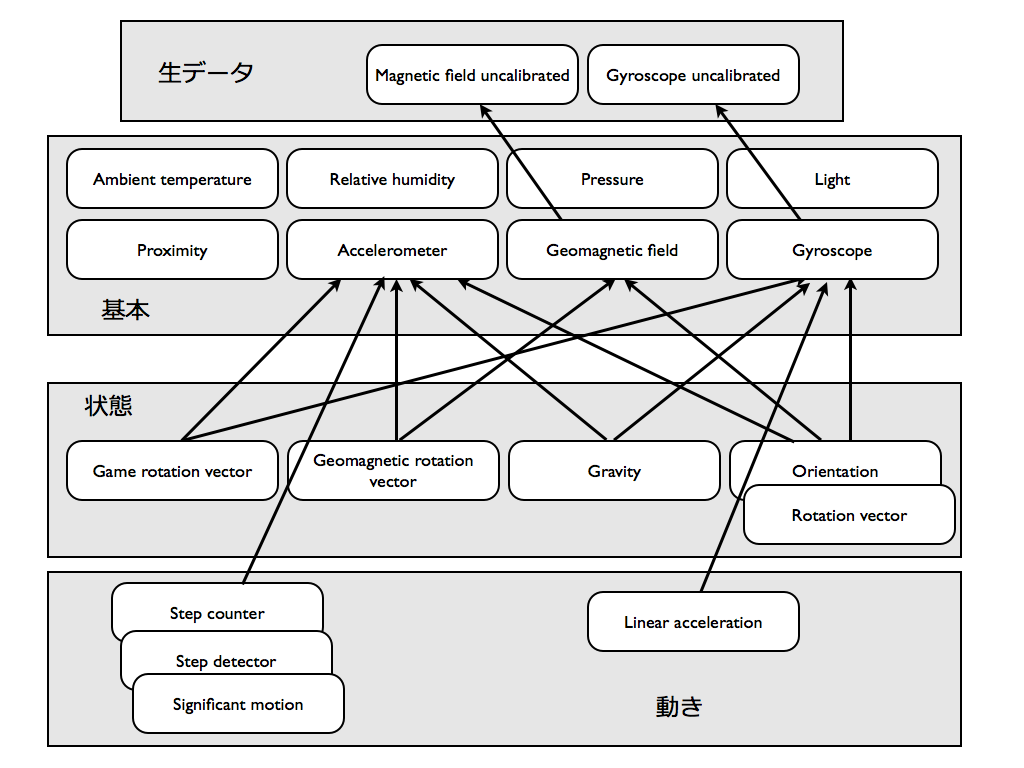 生データ
Magnetic field uncalibrated
Gyroscope uncalibrated
Ambient temperature
Relative humidity
Pressure
Light
Proximity
Accelerometer
Geomagnetic field
Gyroscope
基本
状態
Game rotation vector
Geomagnetic rotation
vector
Gravity
Orientation
Rotation vector
Step counter
Step detector
Significant motion
Linear acceleration
動き